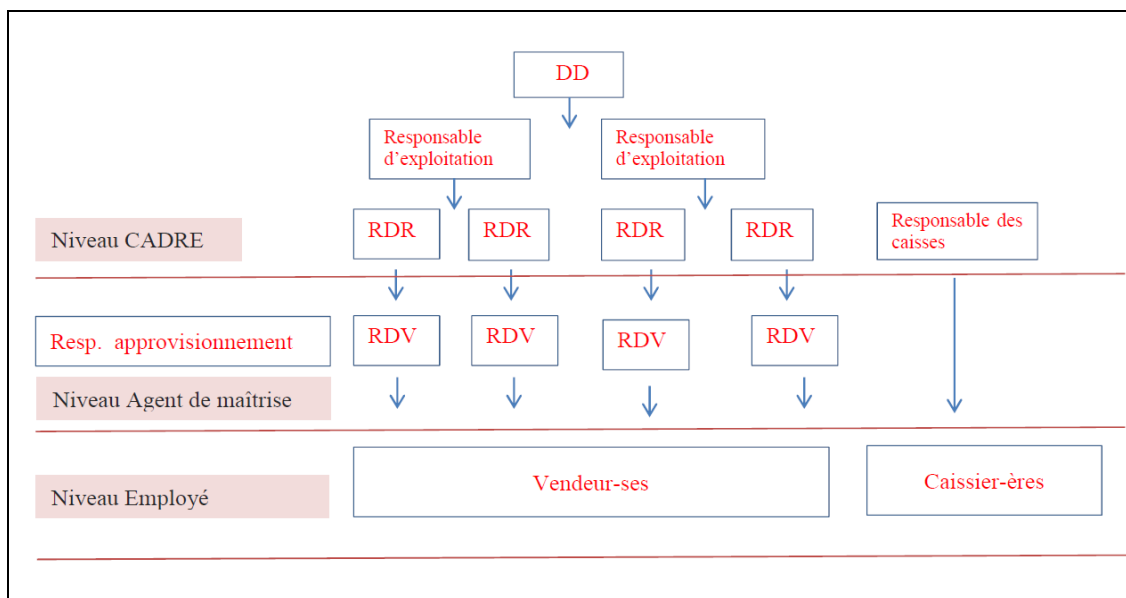 DD
Responsable
d'exploitation
Responsable
d'exploitation
Niveau CADRE
RDR
RDR
RDR
RDR
Responsable des
caisses
Resp. approvisionnement
RDV
RDV
RDV
RDV
Niveau Agent de maîtrise
Niveau Employé
Vendeur-ses
Caissier-ères